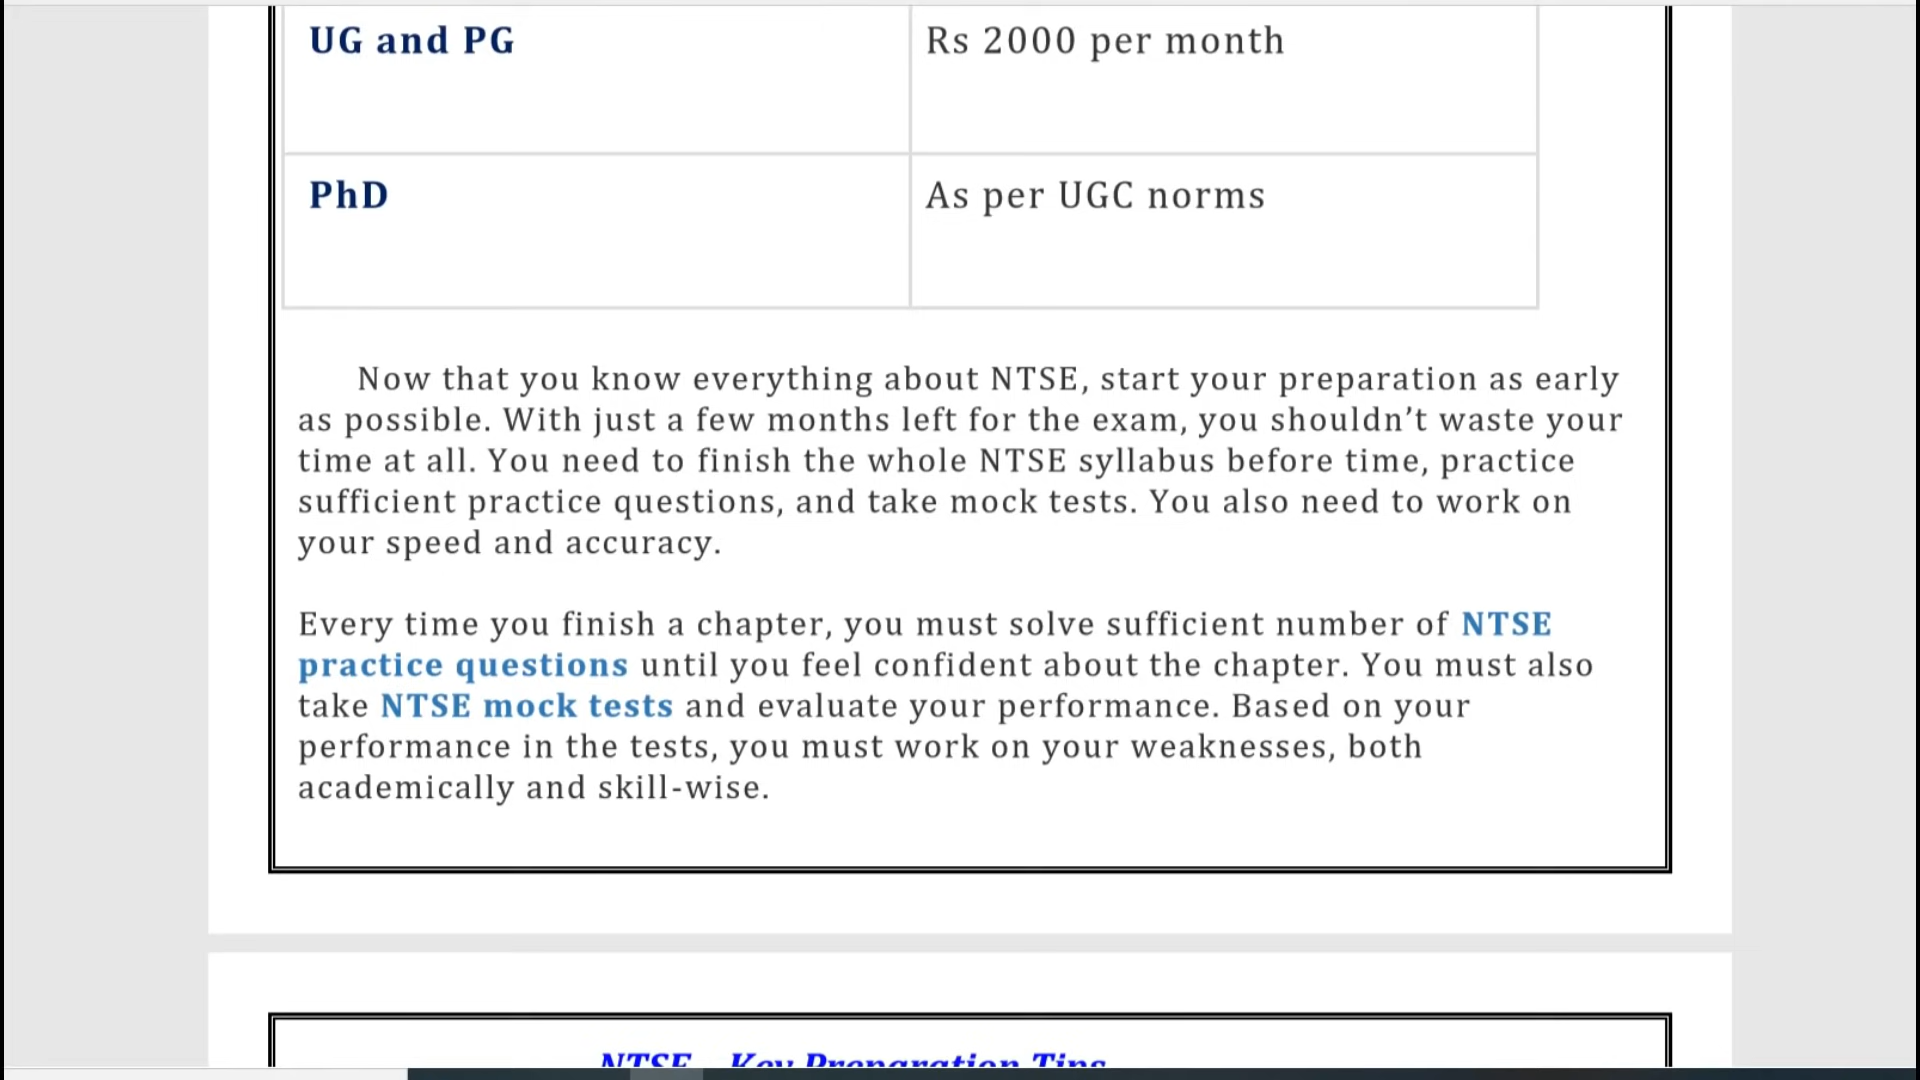 UG and PG
Rs 2000 per month
PhD
As per UGC norms
Now that you know everything about NTSE, start your preparation as early
as possible. With just a few months left for the exam, you shouldn’t waste your
time at all. You need to finish the whole NTSE syllabus before time, practice
sufficient practice questions, and take mock tests. You also need to work on
your speed and accuracy.
Every time you finish a chapter, you must solve sufficient number of NTSE
practice questions until you feel confident about the chapter. You must also
take NTSE mock tests and evaluate your performance. Based on your
performance in the tests, you must work on your weaknesses, both
academically and skill-wise.
NTSE – Key Preparation Tips